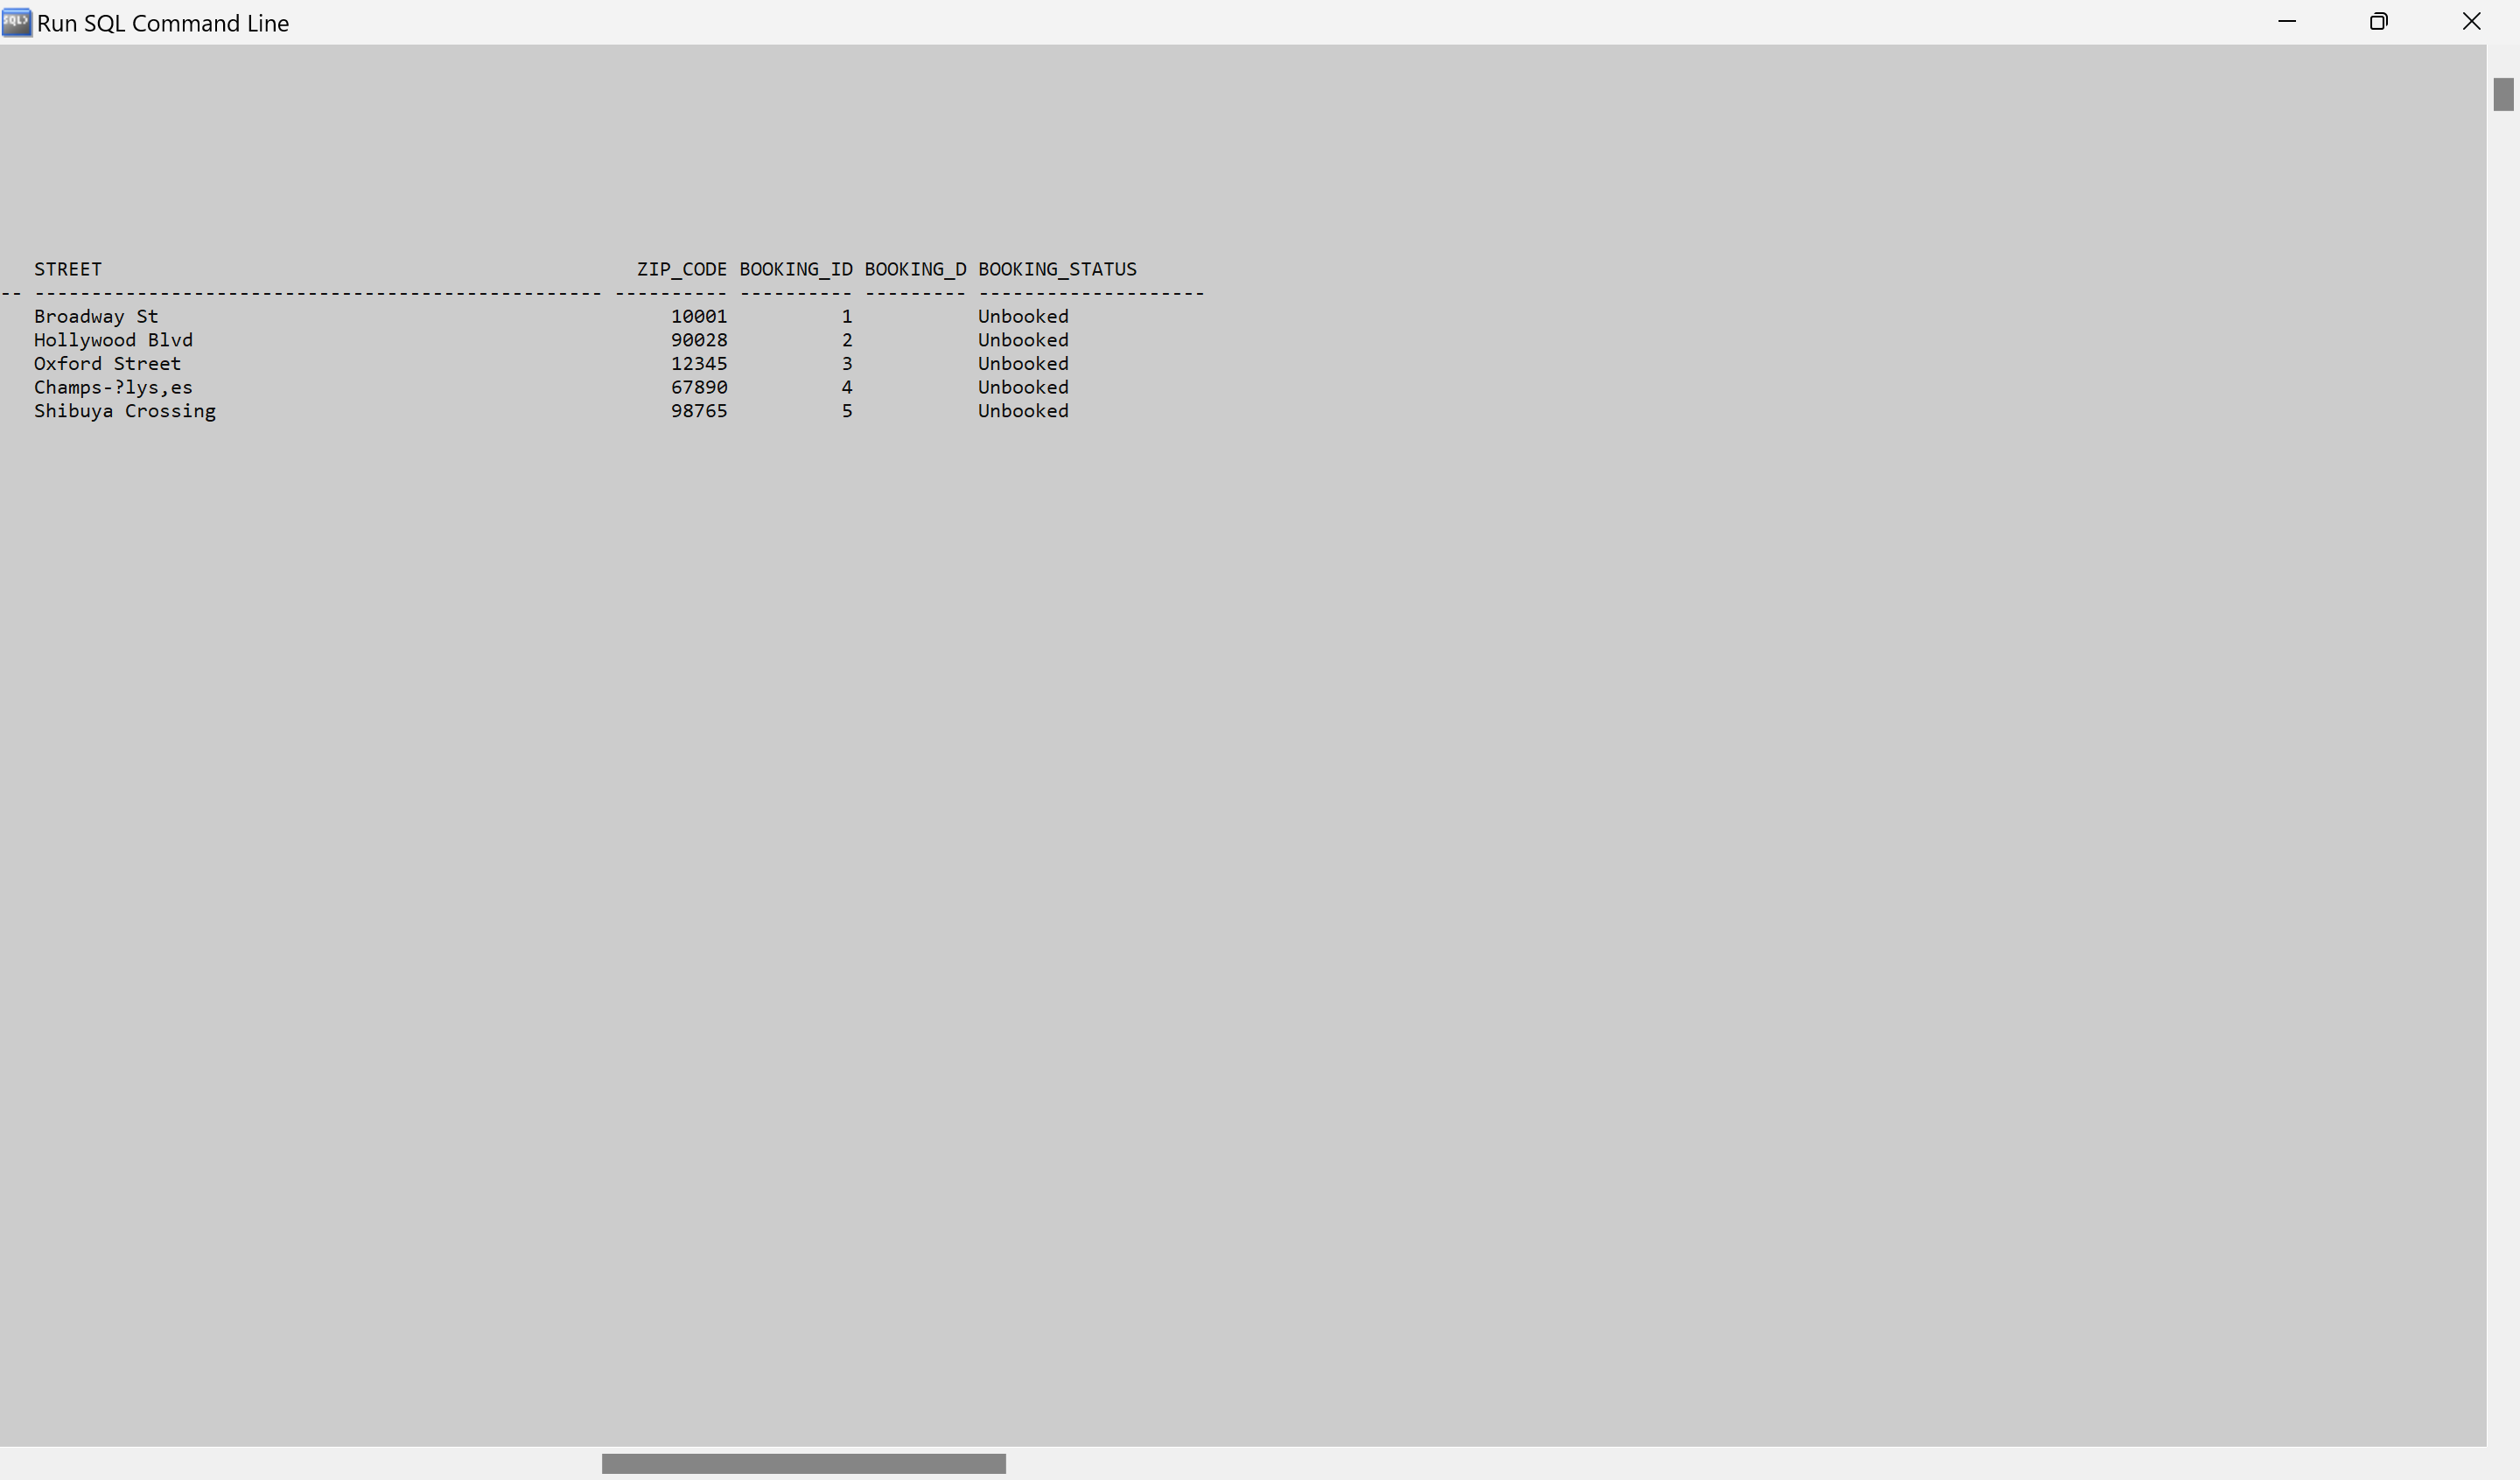 SQL> Run SQL Command Line
STREET ZIP_CODE BOOKING_ID BOOKING_D BOOKING_STATUS
-- -------------------------------------------------- ---------- ---------- --------- --------------------
Broadway St 10001 1 Unbooked
Hollywood Blvd 90028 2 Unbooked
Oxford Street 12345 3 Unbooked
Champs-?lys,es 67890 4 Unbooked
Shibuya Crossing 98765 5 Unbooked